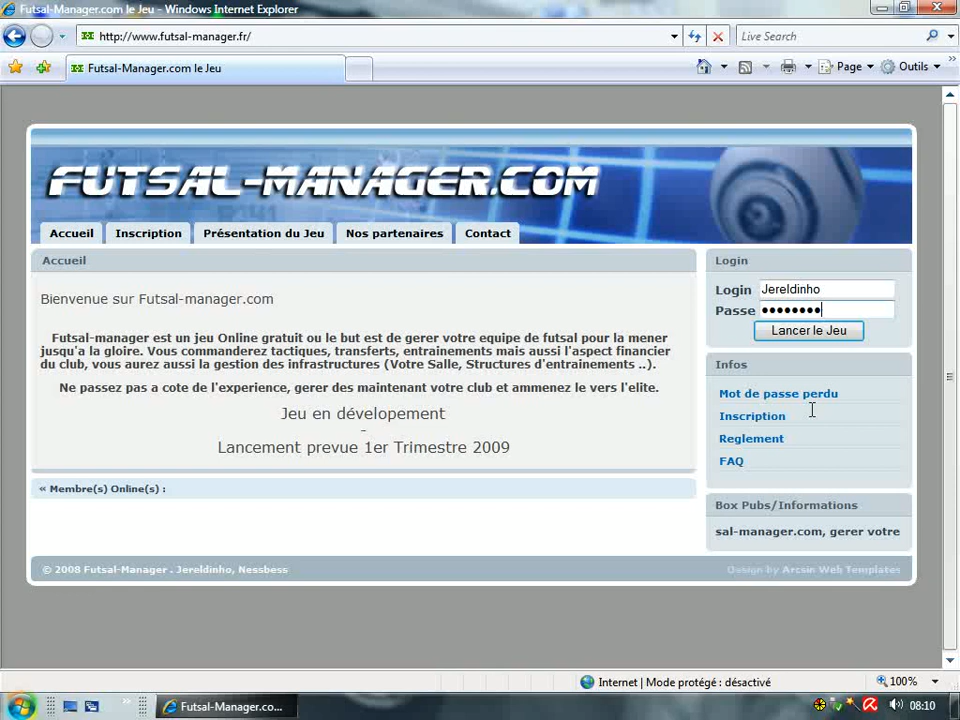 Futsal-Manager.com le Jeu - Windows Internet Explorer
http://www.futsal-manager.fr/
Live Search
Futsal-Manager.com le Jeu
Page
Outils
FUTSAL-MANAGER.COM
Accueil
Inscription
Présentation du Jeu
Nos partenaires
Contact
Accueil
Bienvenue sur Futsal-manager.com
Futsal-manager est un jeu Online gratuit ou le but est de gerer votre equipe de futsal pour la mener
jusqu'a la gloire. Vous commanderez tactiques, transferts, entrainements mais aussi l'aspect financier
du club, vous aurez aussi la gestion des infrastructures (Votre Salle, Structures d'entrainements ..).
Ne passez pas a cote de l'experience, gerer des maintenant votre club et ammenez le vers l'elite.
Jeu en dévelopement
-
Lancement prevue 1er Trimestre 2009
« Membre(s) Online(s) :
Login
Login Jereldinho
Passe ••••••••
Lancer le Jeu
Infos
Mot de passe perdu
Inscription
Reglement
FAQ
Box Pubs/Informations
sal-manager.com, gerer votre
© 2008 Futsal-Manager . Jereldinho, Nessbess
Design by Arcsin Web Templates
Internet | Mode protégé : désactivé
100%
Futsal-Manager.co...
08:10